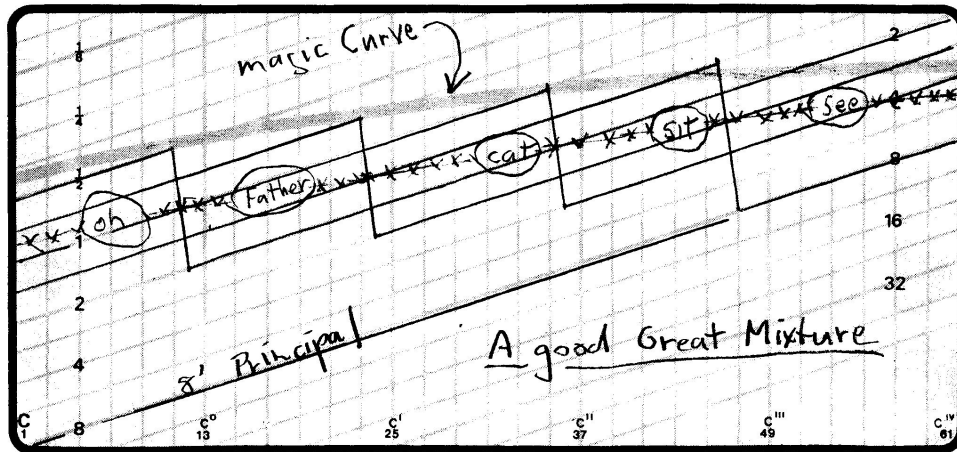 magic Curve
1/8
2
1/4
see
sit
cat
1/2
Father
8
oh
1
16
2
32
8' Principal
A good Great Mixture
4
8
C C° C' C'' C''' C^IV
1 13 25 37 49 61